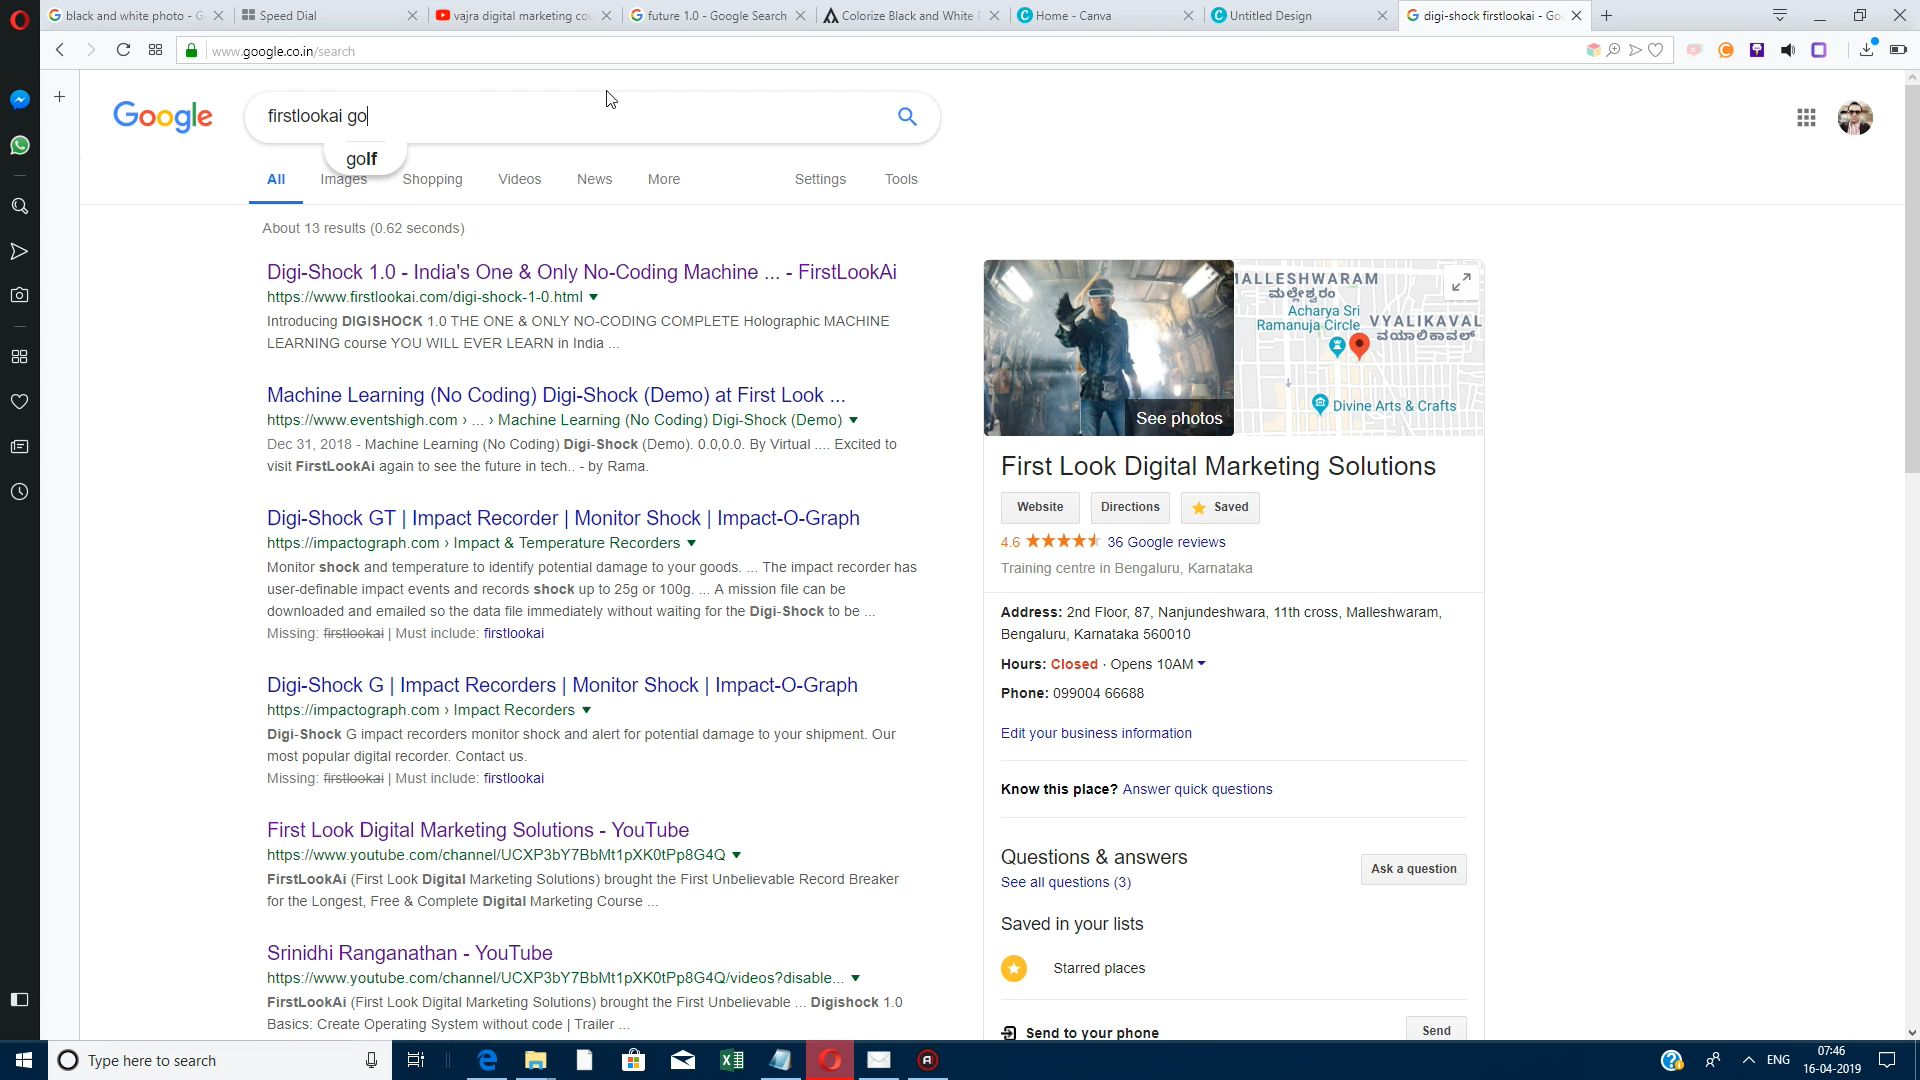 black and white photo - G
Speed Dial
vajra digital marketing cou
future 1.0 - Google Search
Colorize Black and White P
Home - Canva
Untitled Design
digi-shock firstlookai - Goo
www.google.co.in/search
Google
firstlookai go
golf
All
Images
Shopping
Videos
News
More
Settings
Tools
About 13 results (0.62 seconds)
Digi-Shock 1.0 - India's One & Only No-Coding Machine ... - FirstLookAi
https://www.firstlookai.com/digi-shock-1-0.html
Introducing DIGISHOCK 1.0 THE ONE & ONLY NO-CODING COMPLETE Holographic MACHINE
LEARNING course YOU WILL EVER LEARN in India ...
Machine Learning (No Coding) Digi-Shock (Demo) at First Look ...
https://www.eventshigh.com › ... › Machine Learning (No Coding) Digi-Shock (Demo)
Dec 31, 2018 - Machine Learning (No Coding) Digi-Shock (Demo). 0.0,0.0. By Virtual .... Excited to
visit FirstLookAi again to see the future in tech.. - by Rama.
Digi-Shock GT | Impact Recorder | Monitor Shock | Impact-O-Graph
https://impactograph.com › Impact & Temperature Recorders
Monitor shock and temperature to identify potential damage to your goods. ... The impact recorder has
user-definable impact events and records shock up to 25g or 100g. ... A mission file can be
downloaded and emailed so the data file immediately without waiting for the Digi-Shock to be ...
Missing: firstlookai | Must include: firstlookai
Digi-Shock G | Impact Recorders | Monitor Shock | Impact-O-Graph
https://impactograph.com › Impact Recorders
Digi-Shock G impact recorders monitor shock and alert for potential damage to your shipment. Our
most popular digital recorder. Contact us.
Missing: firstlookai | Must include: firstlookai
First Look Digital Marketing Solutions - YouTube
https://www.youtube.com/channel/UCXP3bY7BbMt1pXK0tPp8G4Q
FirstLookAi (First Look Digital Marketing Solutions) brought the First Unbelievable Record Breaker
for the Longest, Free & Complete Digital Marketing Course ...
Srinidhi Ranganathan - YouTube
https://www.youtube.com/channel/UCXP3bY7BbMt1pXK0tPp8G4Q/videos?disable...
FirstLookAi (First Look Digital Marketing Solutions) brought the First Unbelievable ... Digishock 1.0
Basics: Create Operating System without code | Trailer ...
See photos
MALLESHWARAM
ಮಲ್ಲೇಶ್ವರಂ
Acharya Sri
Ramanuja Circle
VYALIKAVAL
ವಯಾಲಿಕಾವಲ್
Divine Arts & Crafts
First Look Digital Marketing Solutions
Website
Directions
Saved
4.6
36 Google reviews
Training centre in Bengaluru, Karnataka
Address: 2nd Floor, 87, Nanjundeshwara, 11th cross, Malleshwaram,
Bengaluru, Karnataka 560010
Hours: Closed · Opens 10AM
Phone: 099004 66688
Edit your business information
Know this place? Answer quick questions
Questions & answers
See all questions (3)
Ask a question
Saved in your lists
Starred places
Send to your phone
Send
Type here to search
ENG
07:46
16-04-2019